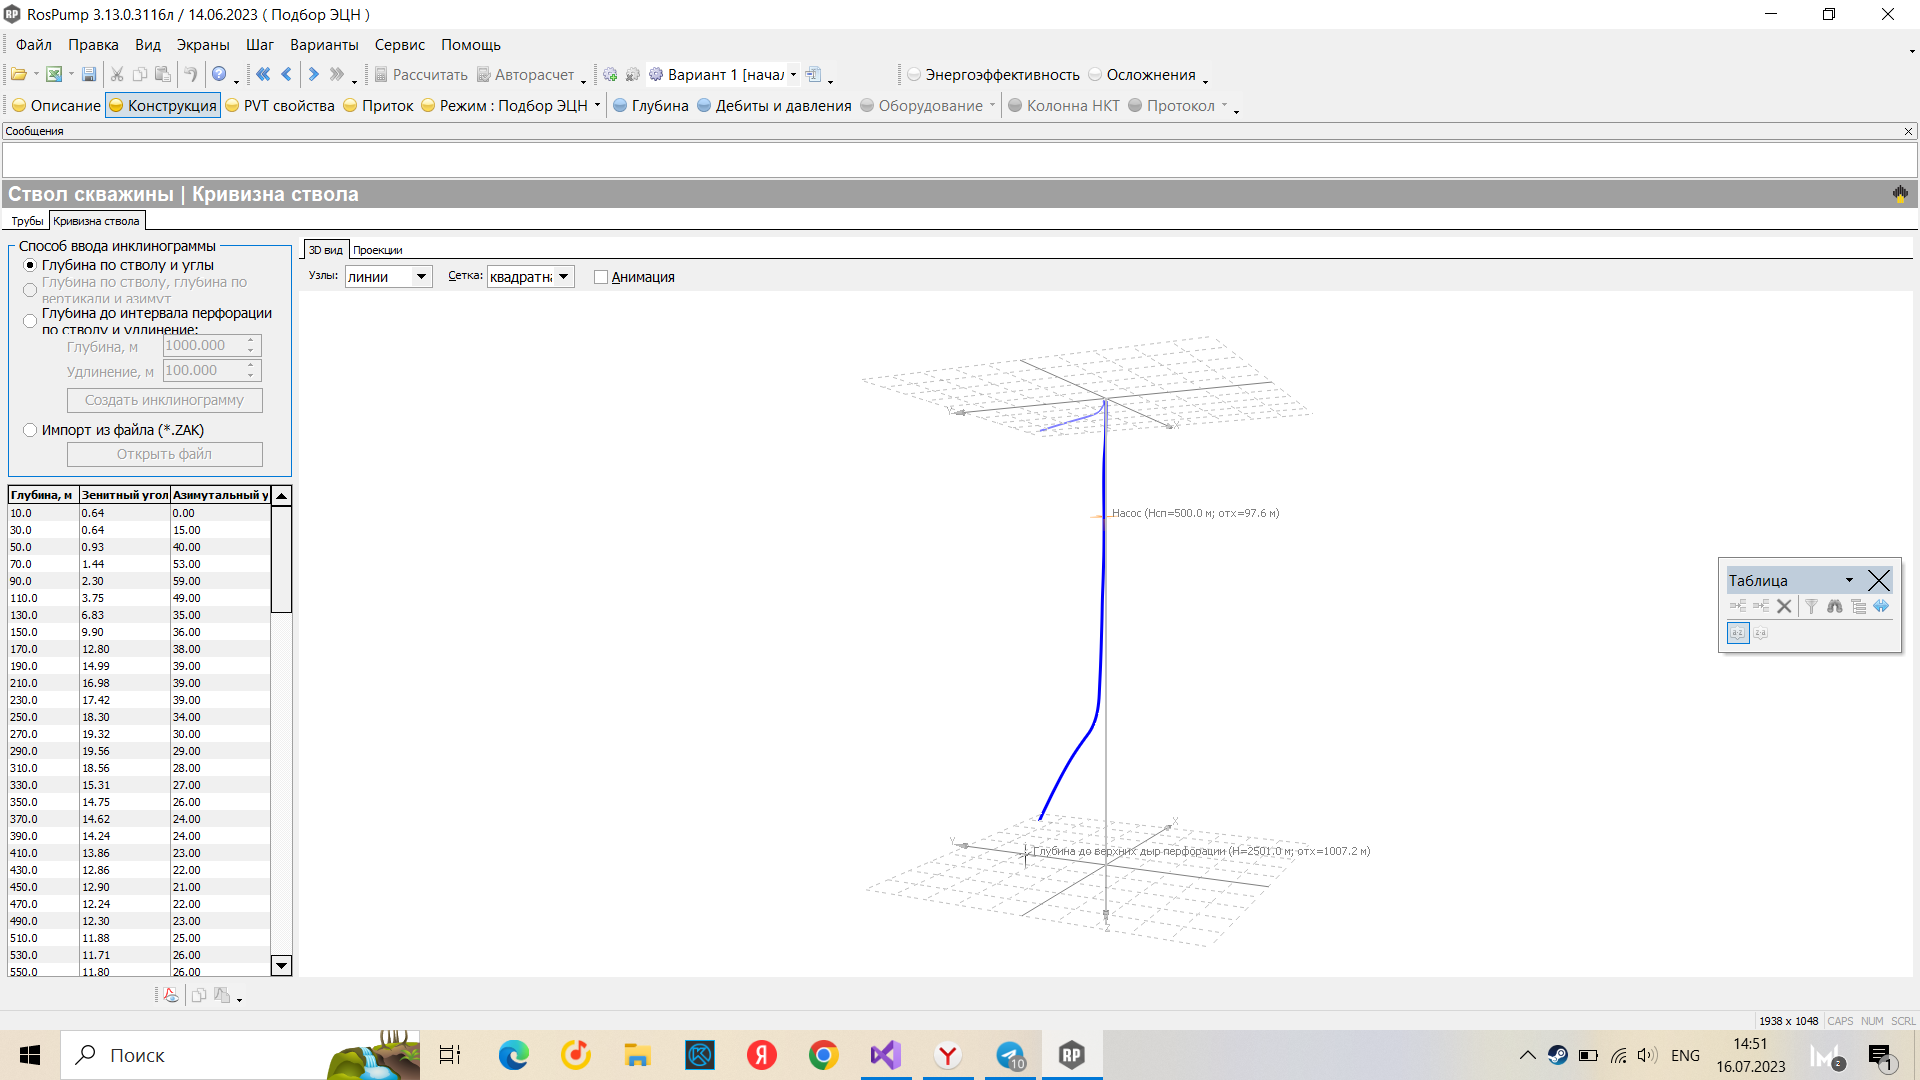 RosPump 3.13.0.3116л / 14.06.2023 ( Подбор ЭЦН )
Файл Правка Вид Экраны Шаг Варианты Сервис Помощь
Рассчитать Авторасчет Вариант 1 [начал Энергоэффективность Осложнения
Описание Конструкция PVT свойства Приток Режим : Подбор ЭЦН Глубина Дебиты и давления Оборудование Колонна НКТ Протокол
Сообщения
Ствол скважины | Кривизна ствола
Трубы Кривизна ствола
Способ ввода инклинограммы
Глубина по стволу и углы
Глубина по стволу, глубина по
вертикали и азимут
Глубина до интервала перфорации
по стволу и удлинение:
Глубина, м 1000.000
Удлинение, м 100.000
Создать инклинограмму
Импорт из файла (*.ZAK)
Открыть файл
Глубина, м Зенитный угол Азимутальный у
10.0 0.64 0.00
30.0 0.64 15.00
50.0 0.93 40.00
70.0 1.44 53.00
90.0 2.30 59.00
110.0 3.75 49.00
130.0 6.83 35.00
150.0 9.90 36.00
170.0 12.80 38.00
190.0 14.99 39.00
210.0 16.98 39.00
230.0 17.42 39.00
250.0 18.30 34.00
270.0 19.32 30.00
290.0 19.56 29.00
310.0 18.56 28.00
330.0 15.31 27.00
350.0 14.75 26.00
370.0 14.62 24.00
390.0 14.24 24.00
410.0 13.86 23.00
430.0 12.86 22.00
450.0 12.90 21.00
470.0 12.24 22.00
490.0 12.30 23.00
510.0 11.88 25.00
530.0 11.71 26.00
550.0 11.80 26.00
3D вид Проекции
Узлы: линии Сетка: квадратн Анимация
Y X
Насос (Нсп=500.0 м; отх=97.6 м)
X
Y
Глубина до верхних дыр перфорации (Н=2501.0 м; отх=1007.2 м)
Z
Таблица
a-z z-a
1938 x 1048 CAPS NUM SCRL
Поиск
10
RP
ENG
14:51
16.07.2023
2
1